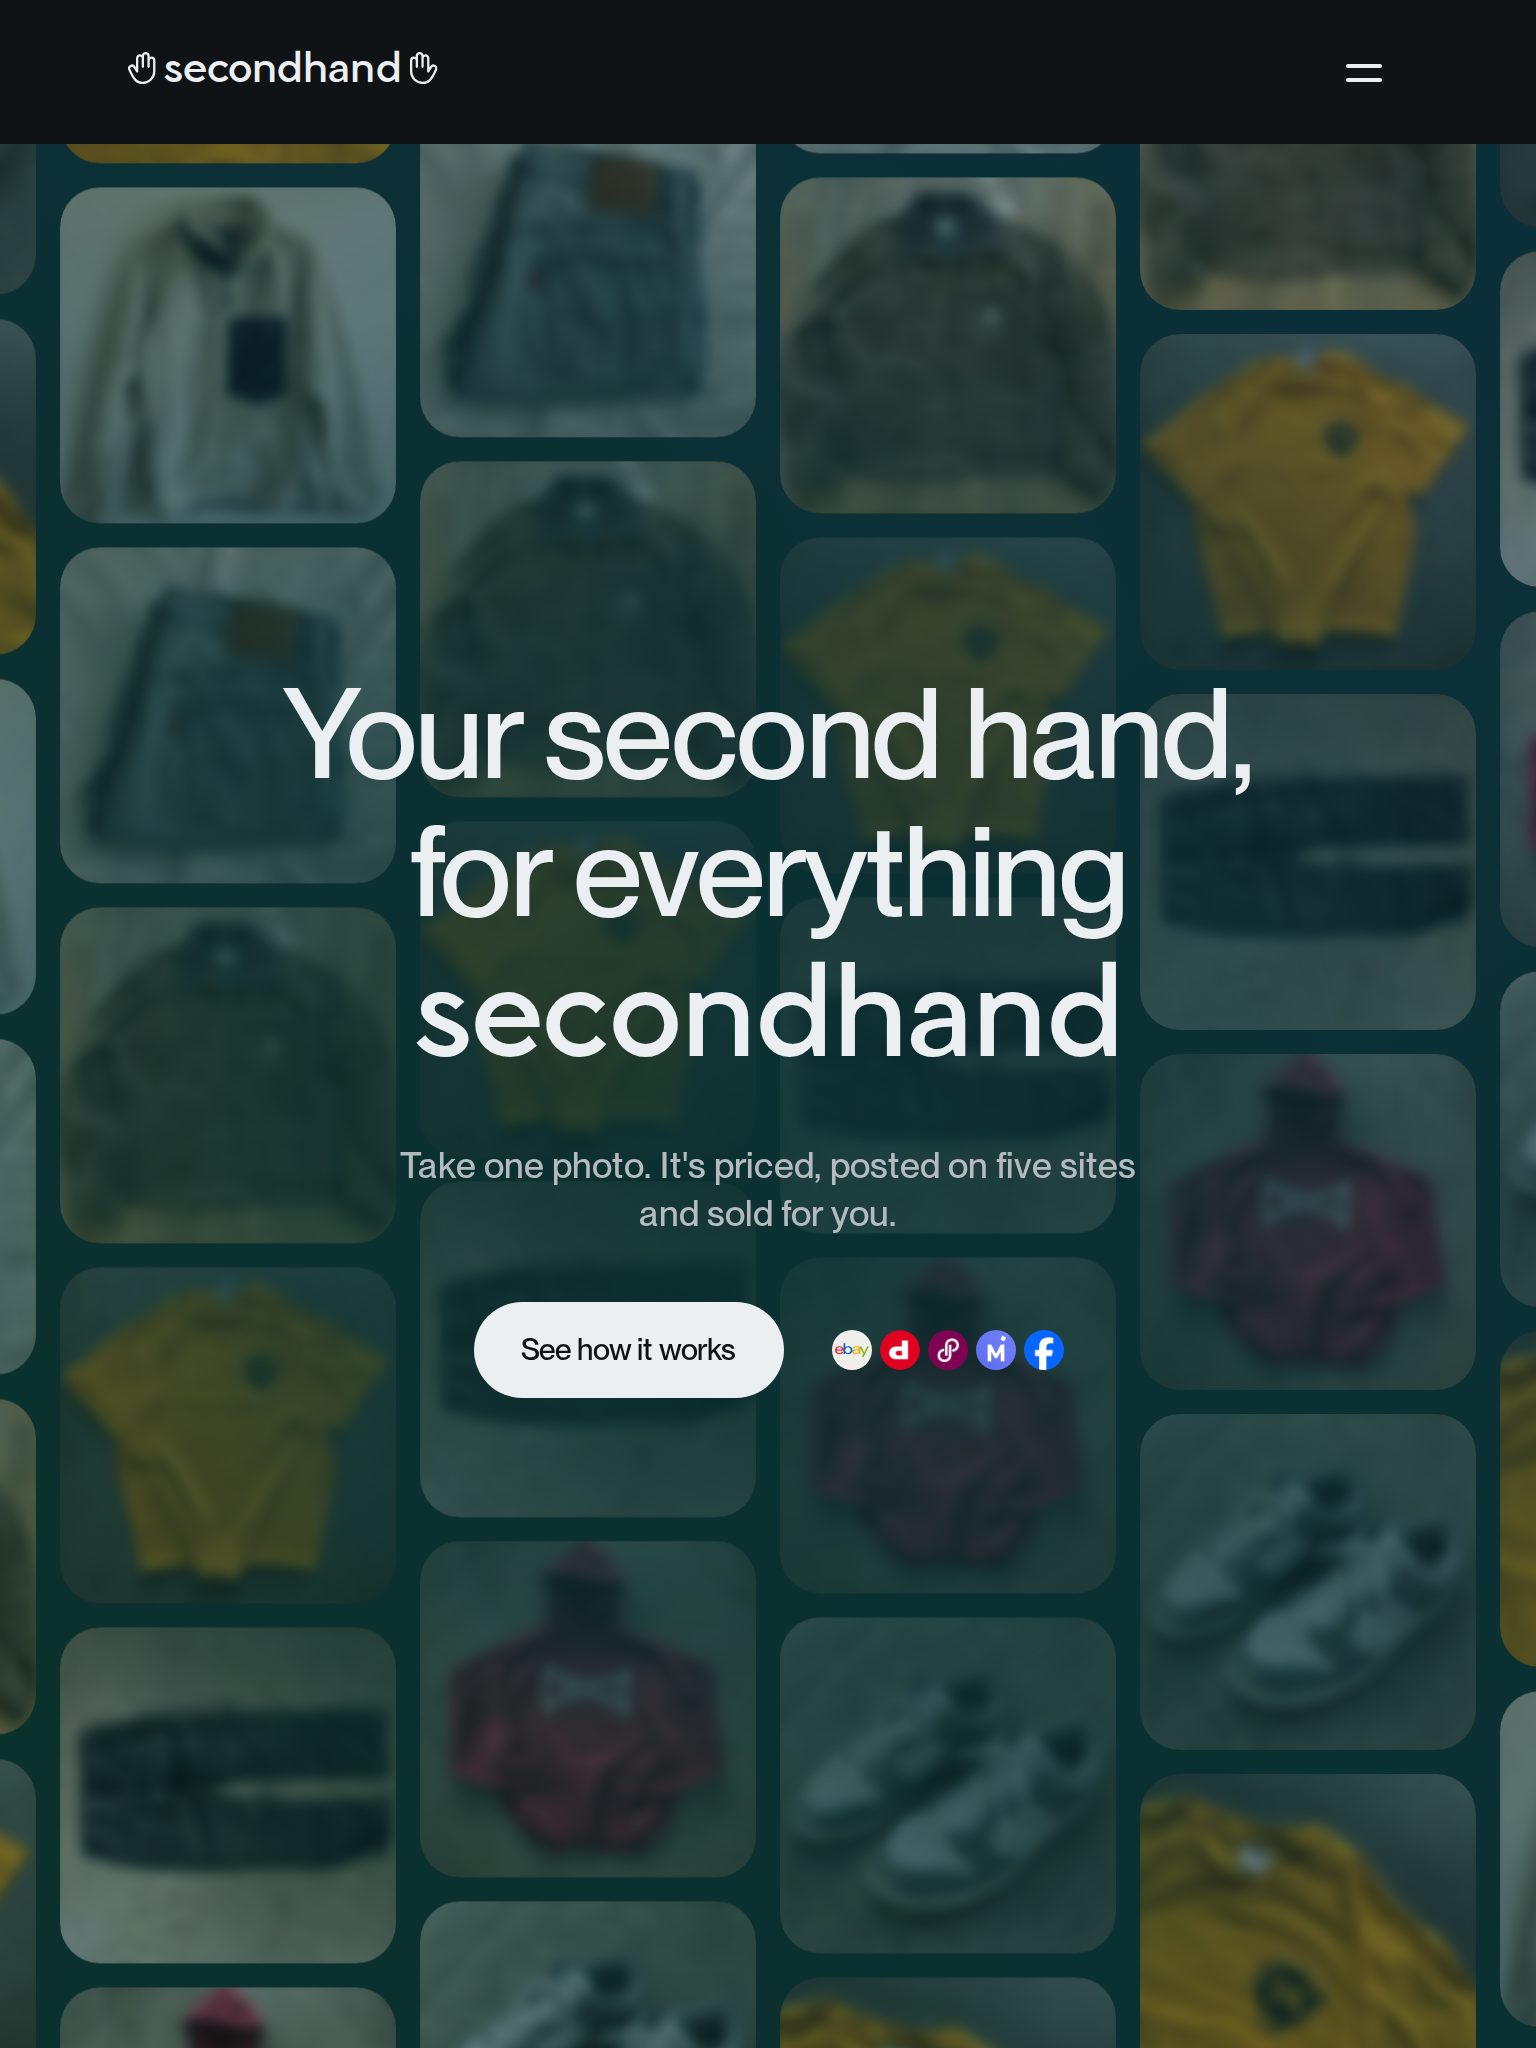 secondhand
Your second hand,
for everything
secondhand
Take one photo. It's priced, posted on five sites
and sold for you.
See how it works
ebay